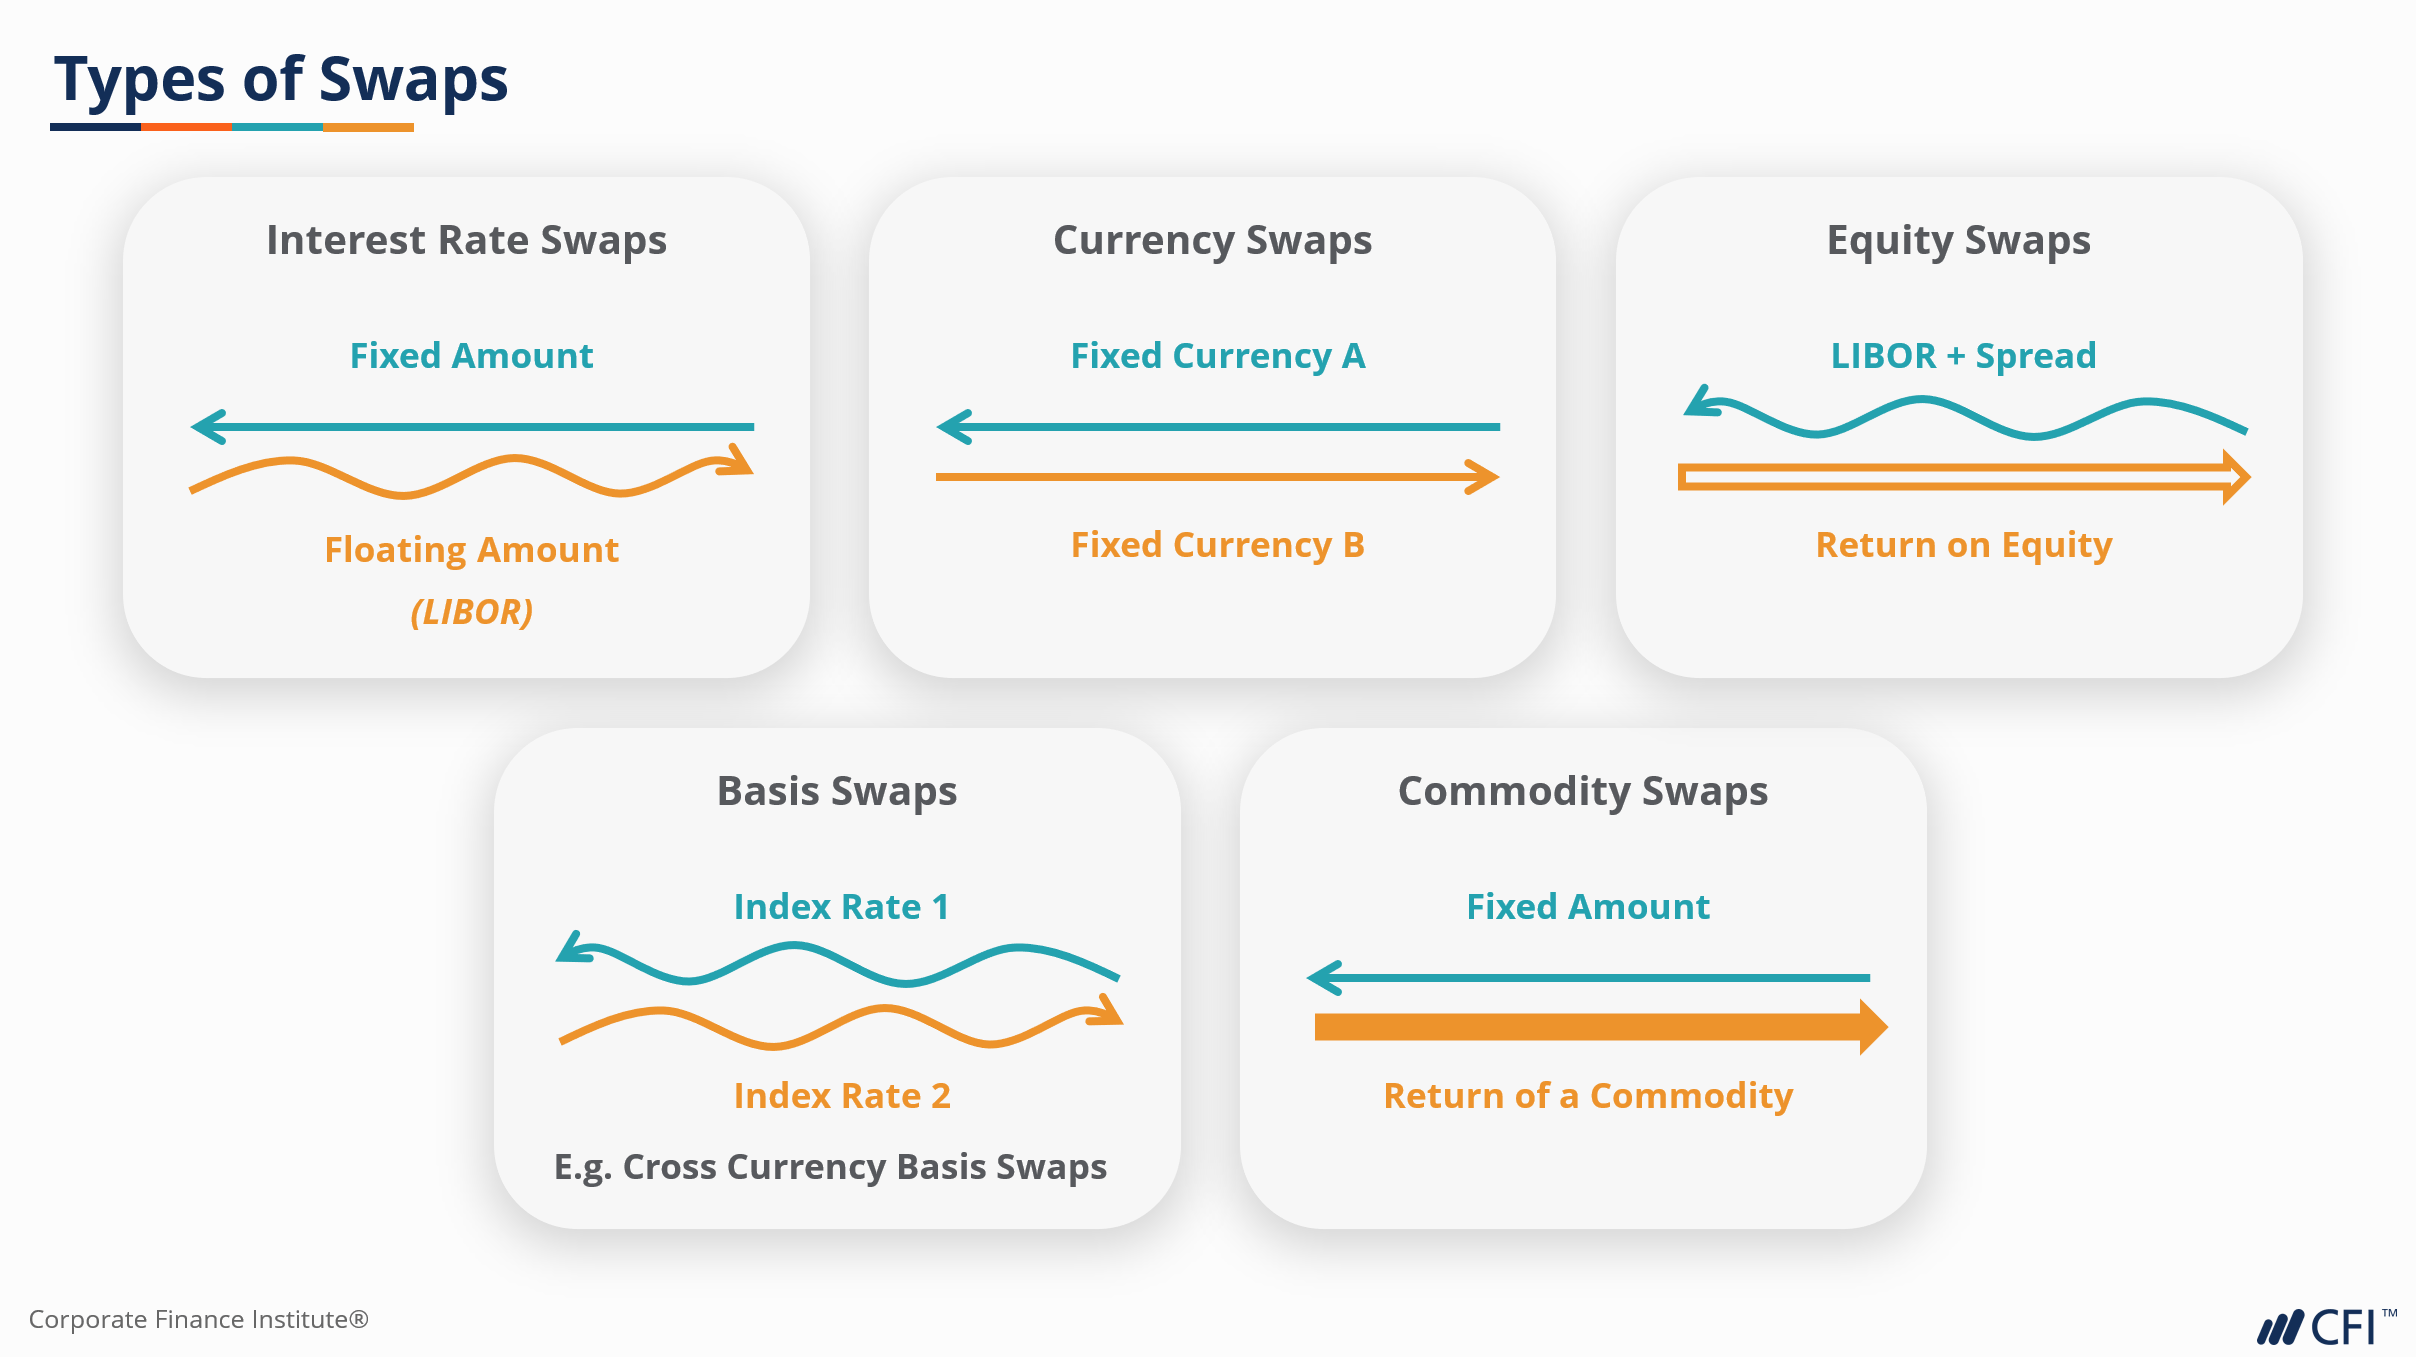 Types of Swaps
Interest Rate Swaps
Fixed Amount
Floating Amount
(LIBOR)
Currency Swaps
Fixed Currency A
Fixed Currency B
Equity Swaps
LIBOR + Spread
Return on Equity
Basis Swaps
Index Rate 1
Index Rate 2
E.g. Cross Currency Basis Swaps
Commodity Swaps
Fixed Amount
Return of a Commodity
Corporate Finance Institute®
CFI™